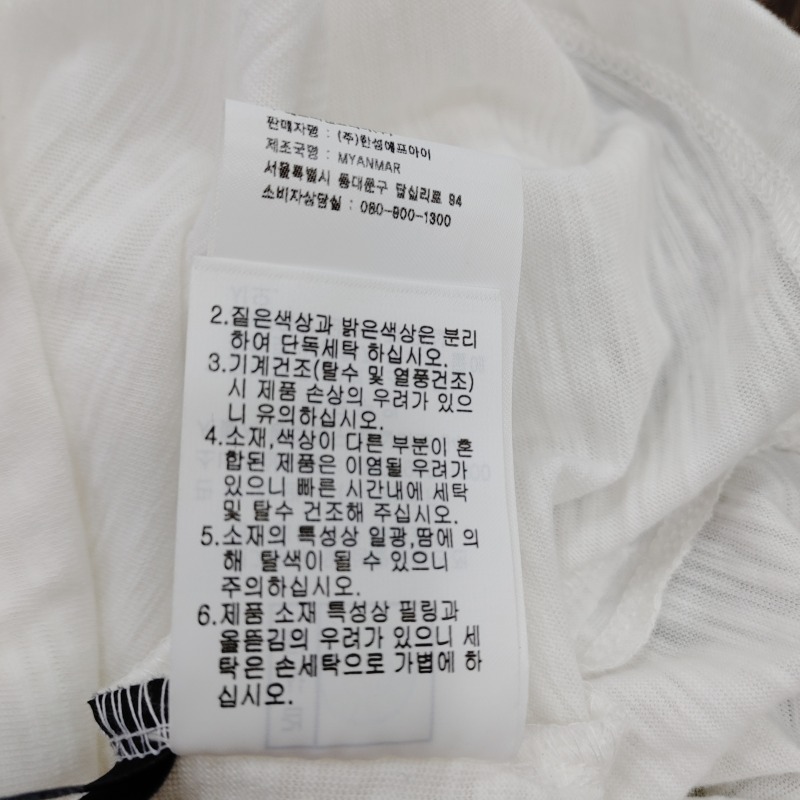 판매자명 : (주)한섬에프아이
제조국명 : MYANMAR
서울특별시 동대문구 답십리로 94
소비자상담실 : 080-900-1300
2.짙은색상과 밝은색상은 분리
하여 단독세탁 하십시오.
3.기계건조(탈수 및 열풍건조)
시 제품 손상의 우려가 있으
니 유의하십시오.
4.소재,색상이 다른 부분이 혼
합된 제품은 이영될 우려가
있으니 빠른 시간내에 세탁
및 탈수 건조해 주십시오.
5.소재의 특성상 일광,땀에 의
해 탈색이 될 수 있으니
주의하십시오.
6.제품 소재 특성상 필링과
올뜯김의 우려가 있으니 세
탁은 손세탁으로 가볍에 하
십시오.